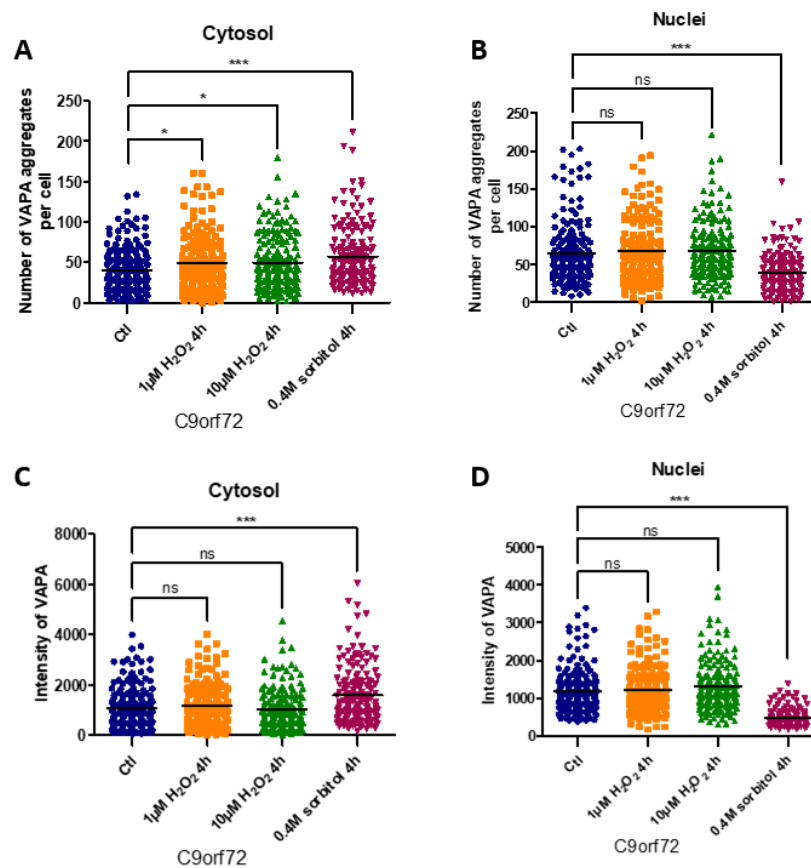 A
Cytosol
***
*
*
Number of VAPA aggregates
per cell
250
200
150
100
50
0
Ctl
1µM H₂O₂ 4h
10µM H₂O₂ 4h
0.4M sorbitol 4h
C9orf72
B
Nuclei
***
ns
ns
Number of VAPA aggregates
per cell
250
200
150
100
50
0
Ctl
1µM H₂O₂ 4h
10µM H₂O₂ 4h
0.4M sorbitol 4h
C9orf72
C
Cytosol
***
ns
ns
Intensity of VAPA
8000
6000
4000
2000
0
Ctl
1µM H₂O₂ 4h
10µM H₂O₂ 4h
0.4M sorbitol 4h
C9orf72
D
Nuclei
***
ns
ns
Intensity of VAPA
5000
4000
3000
2000
1000
0
Ctl
1µM H₂O₂ 4h
10µM H₂O₂ 4h
0.4M sorbitol 4h
C9orf72